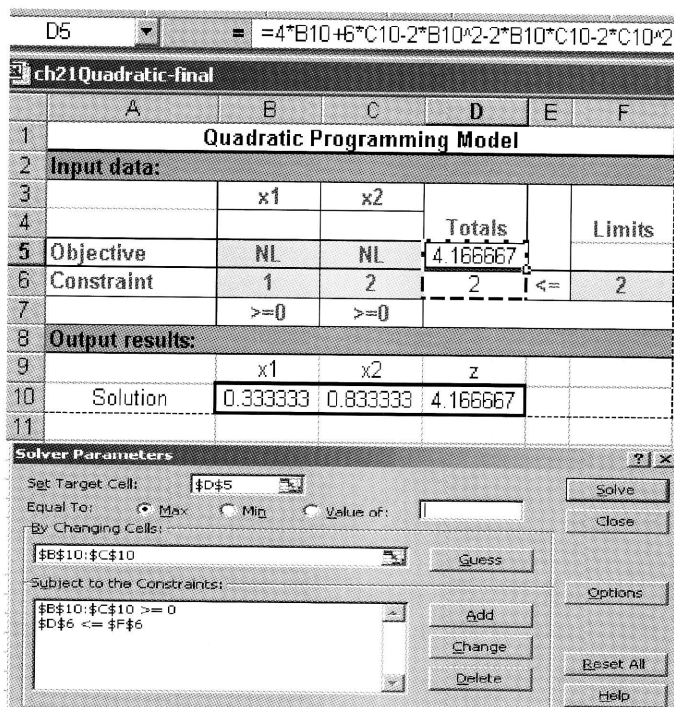 D5 = =4*B10+6*C10-2*B10^2-2*B10*C10-2*C10^2
ch21Quadratic-final
A B C D E F
1 Quadratic Programming Model
2 Input data:
3 x1 x2
4 Totals Limits
5 Objective NL NL 4.166667
6 Constraint 1 2 2 <= 2
7 >=0 >=0
8 Output results:
9 x1 x2 z
10 Solution 0.333333 0.833333 4.166667
11
Solver Parameters ? ×
Set Target Cell: $D$5 Solve
Equal To: Max Min Value of: Close
By Changing Cells:
$B$10:$C$10 Guess
Subject to the Constraints: Options
$B$10:$C$10 >= 0 Add
$D$6 <= $F$6
Change
Reset All
Delete
Help